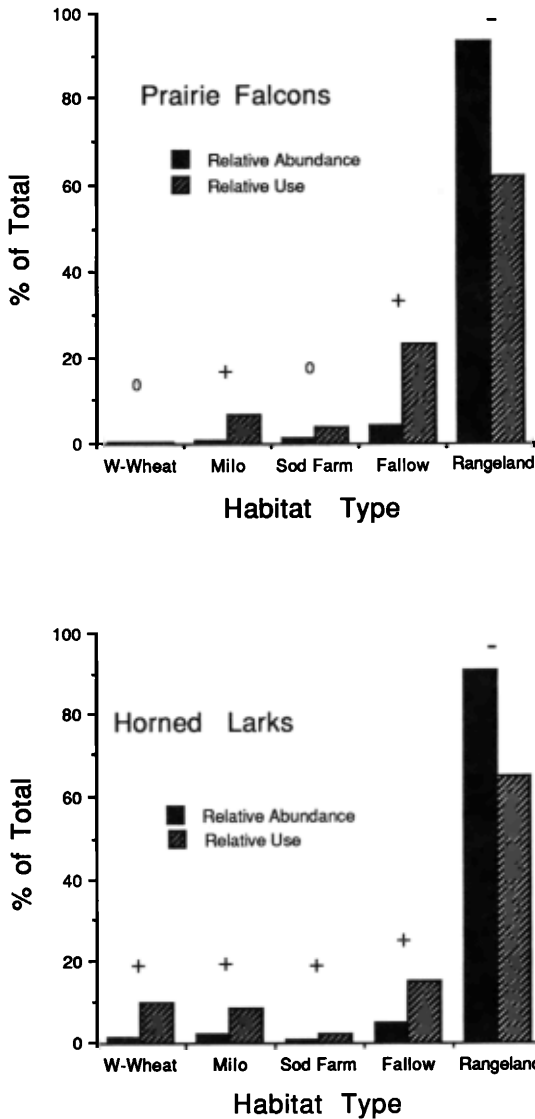 100
80
60
40
20
0
% of Total
Prairie Falcons
Relative Abundance
Relative Use
0
+
0
+
-
W-Wheat Milo Sod Farm Fallow Rangeland
Habitat Type
100
80
60
40
20
0
% of Total
Horned Larks
Relative Abundance
Relative Use
+
+
+
+
-
W-Wheat Milo Sod Farm Fallow Rangeland
Habitat Type